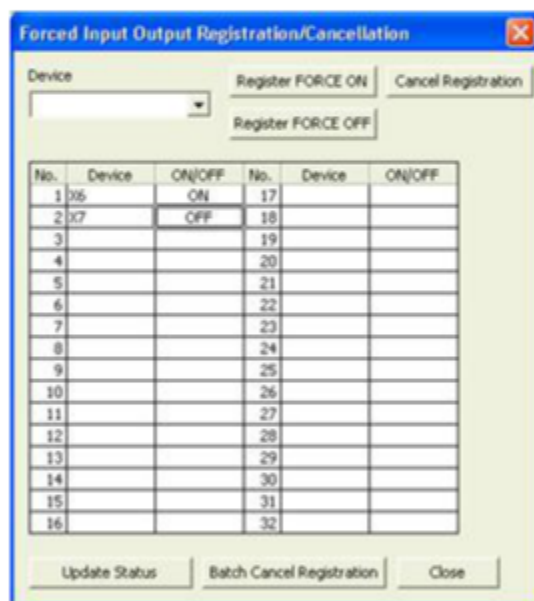 Forced Input Output Registration/Cancellation
Device
Register FORCE ON Cancel Registration
Register FORCE OFF
No. Device ON/OFF No. Device ON/OFF
1 X6 ON 17
2 X7 OFF 18
3 19
4 20
5 21
6 22
7 23
8 24
9 25
10 26
11 27
12 28
13 29
14 30
15 31
16 32
Update Status Batch Cancel Registration Close